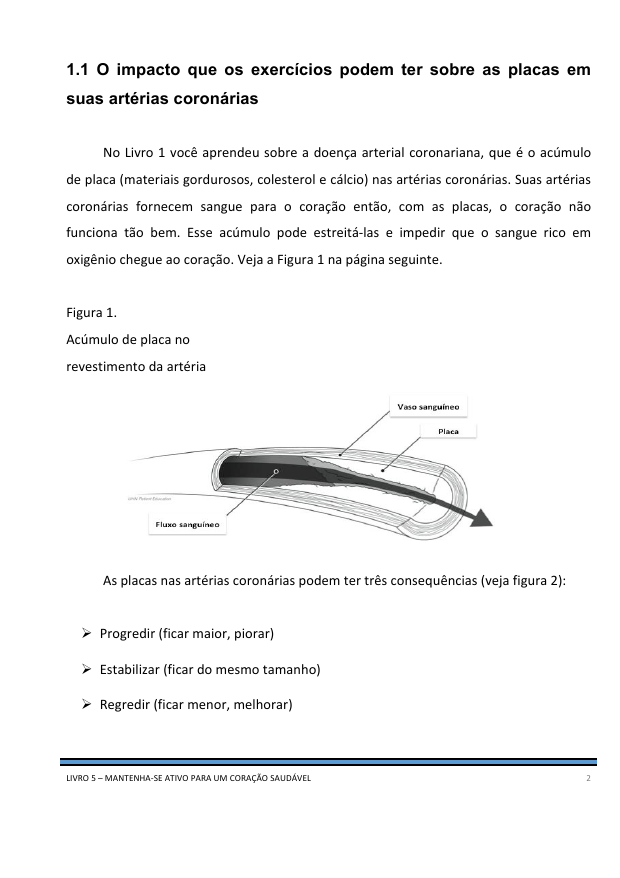 1.1 O impacto que os exercícios podem ter sobre as placas em
suas artérias coronárias
No Livro 1 você aprendeu sobre a doença arterial coronariana, que é o acúmulo
de placa (materiais gordurosos, colesterol e cálcio) nas artérias coronárias. Suas artérias
coronárias fornecem sangue para o coração então, com as placas, o coração não
funciona tão bem. Esse acúmulo pode estreitá-las e impedir que o sangue rico em
oxigênio chegue ao coração. Veja a Figura 1 na página seguinte.
Figura 1.
Acúmulo de placa no
revestimento da artéria
Vaso sanguíneo
Placa
UHN Patient Education
Fluxo sanguíneo
As placas nas artérias coronárias podem ter três consequências (veja figura 2):
➢ Progredir (ficar maior, piorar)
➢ Estabilizar (ficar do mesmo tamanho)
➢ Regredir (ficar menor, melhorar)
LIVRO 5 – MANTENHA-SE ATIVO PARA UM CORAÇÃO SAUDÁVEL 2